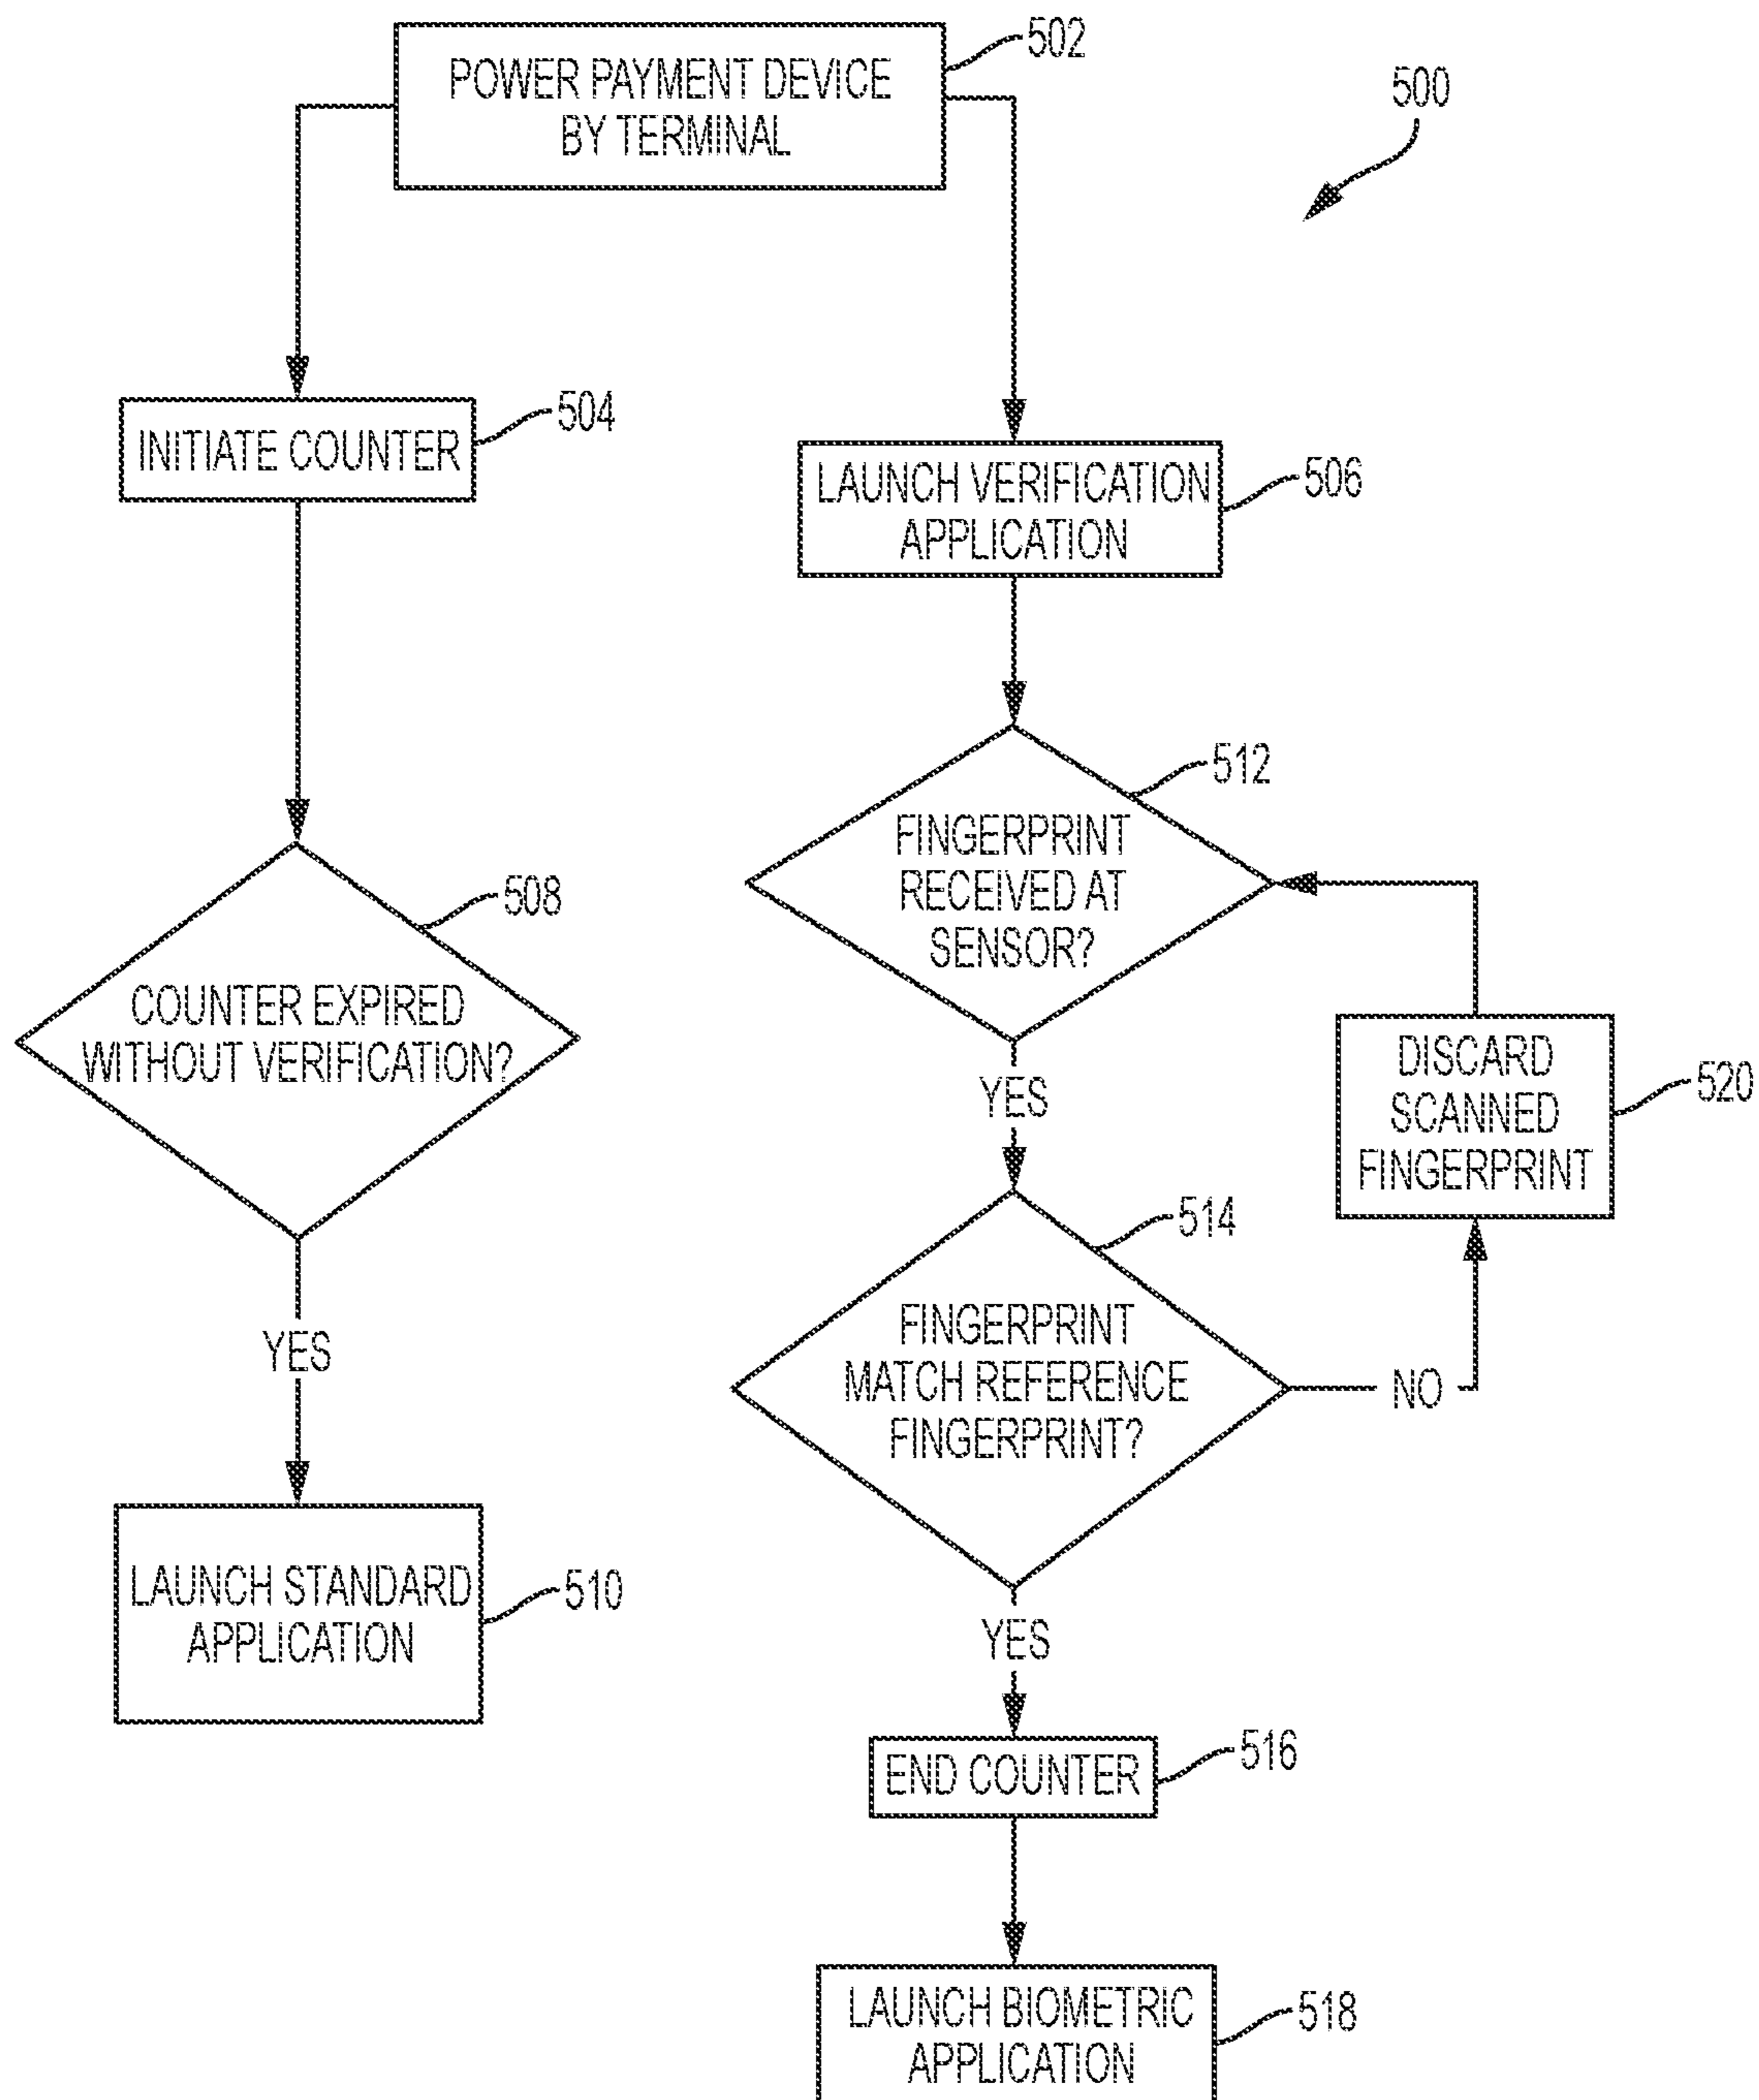 POWER PAYMENT DEVICE
BY TERMINAL
502
500
INITIATE COUNTER
504
LAUNCH VERIFICATION
APPLICATION
506
COUNTER EXPIRED
WITHOUT VERIFICATION?
508
FINGERPRINT
RECEIVED AT
SENSOR?
512
DISCARD
SCANNED
FINGERPRINT
520
YES
FINGERPRINT
MATCH REFERENCE
FINGERPRINT?
514
NO
YES
LAUNCH STANDARD
APPLICATION
510
YES
END COUNTER
516
LAUNCH BIOMETRIC
APPLICATION
518